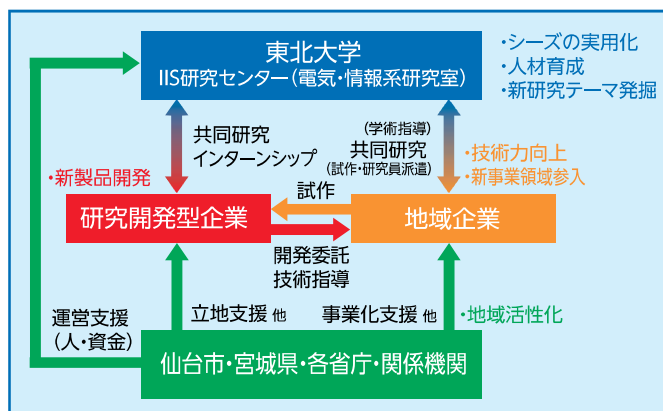 東北大学
IIS研究センター(電気・情報系研究室)
・シーズの実用化
・人材育成
・新研究テーマ発掘
共同研究
インターンシップ
(学術指導)
共同研究
(試作・研究員派遣)
・技術力向上
・新事業領域参入
・新製品開発
試作
研究開発型企業
地域企業
開発委託
技術指導
運営支援
(人・資金)
立地支援 他
事業化支援 他
・地域活性化
仙台市・宮城県・各省庁・関係機関